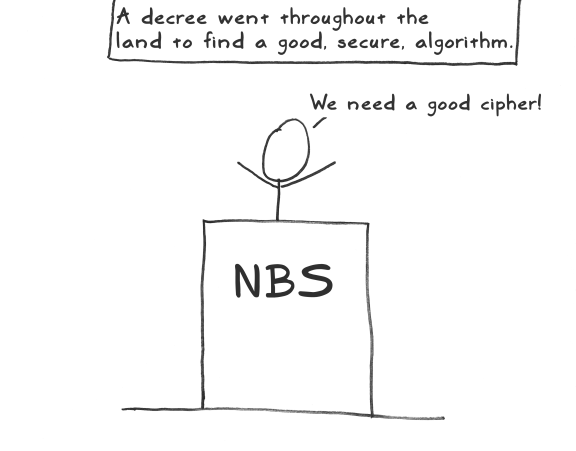 A decree went throughout the
land to find a good, secure, algorithm.
We need a good cipher!
NBS